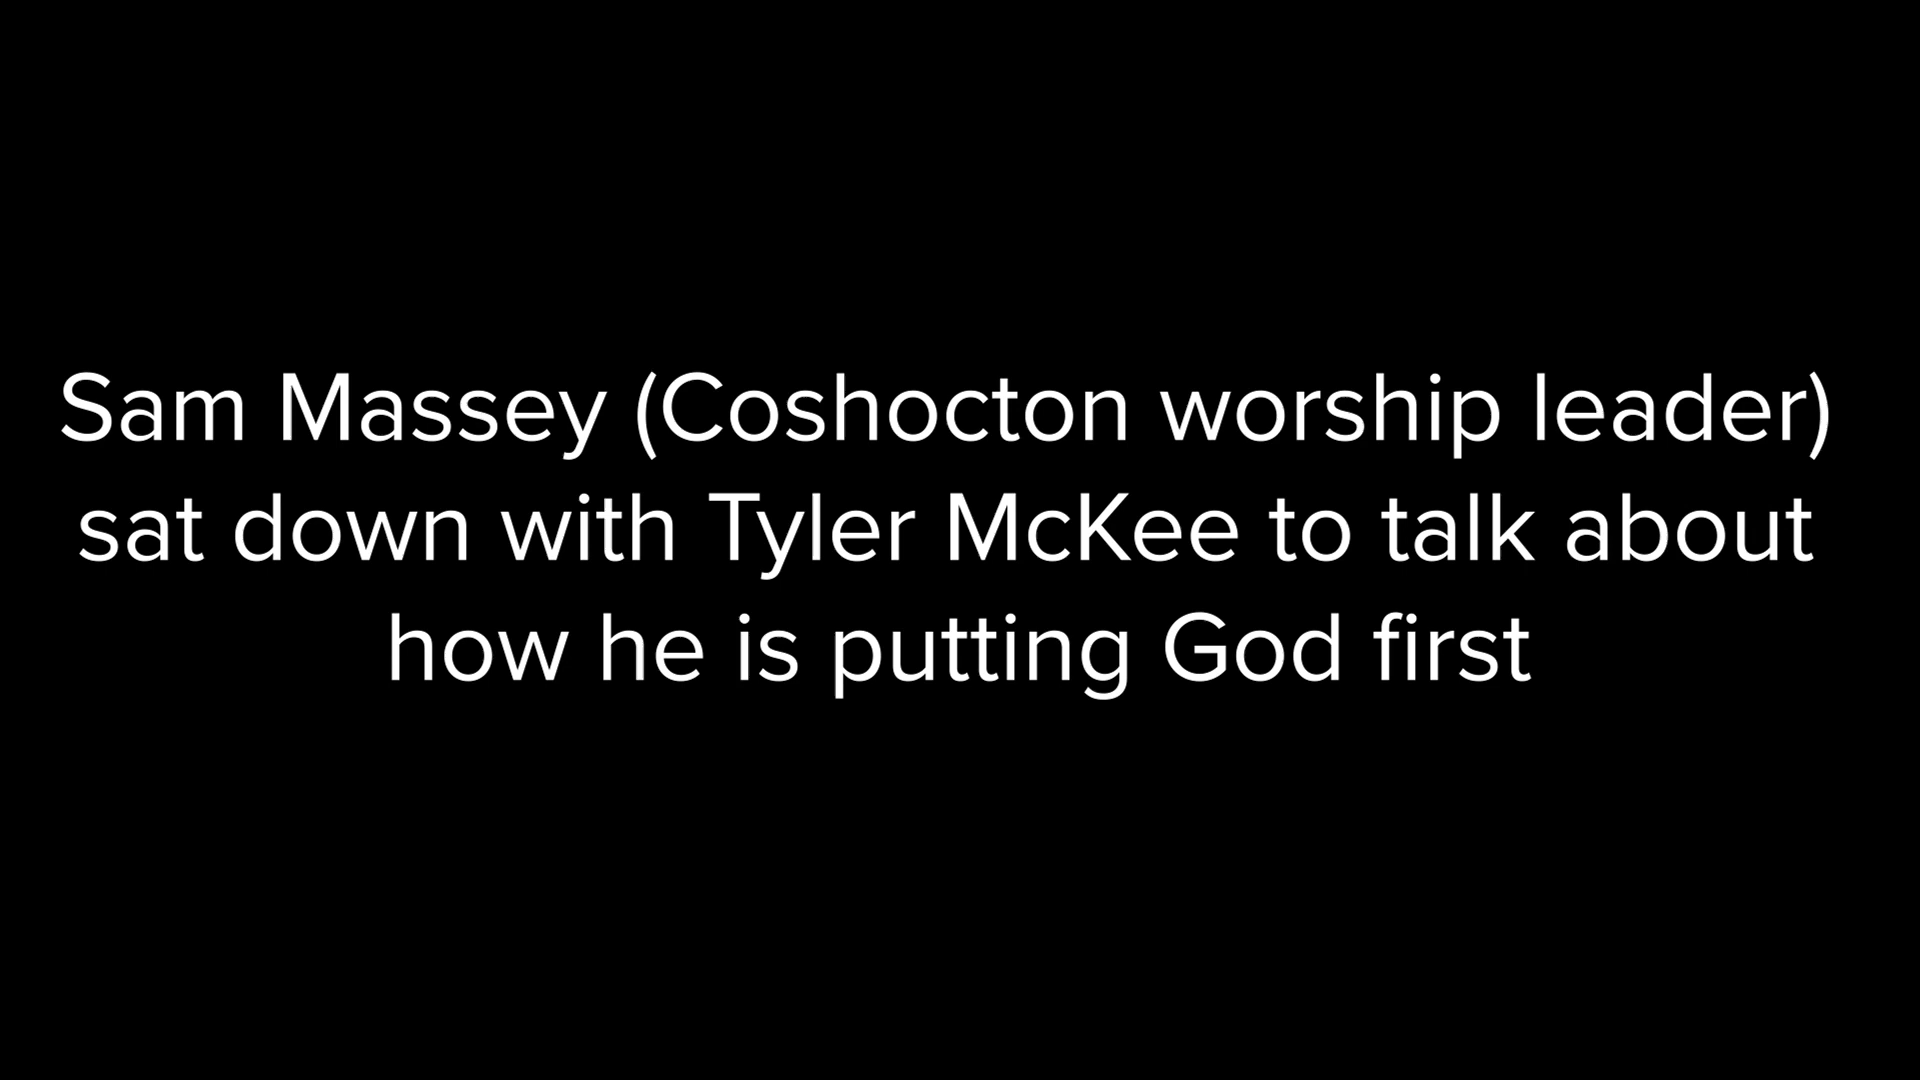 Sam Massey (Coshocton worship leader)
sat down with Tyler McKee to talk about
how he is putting God first